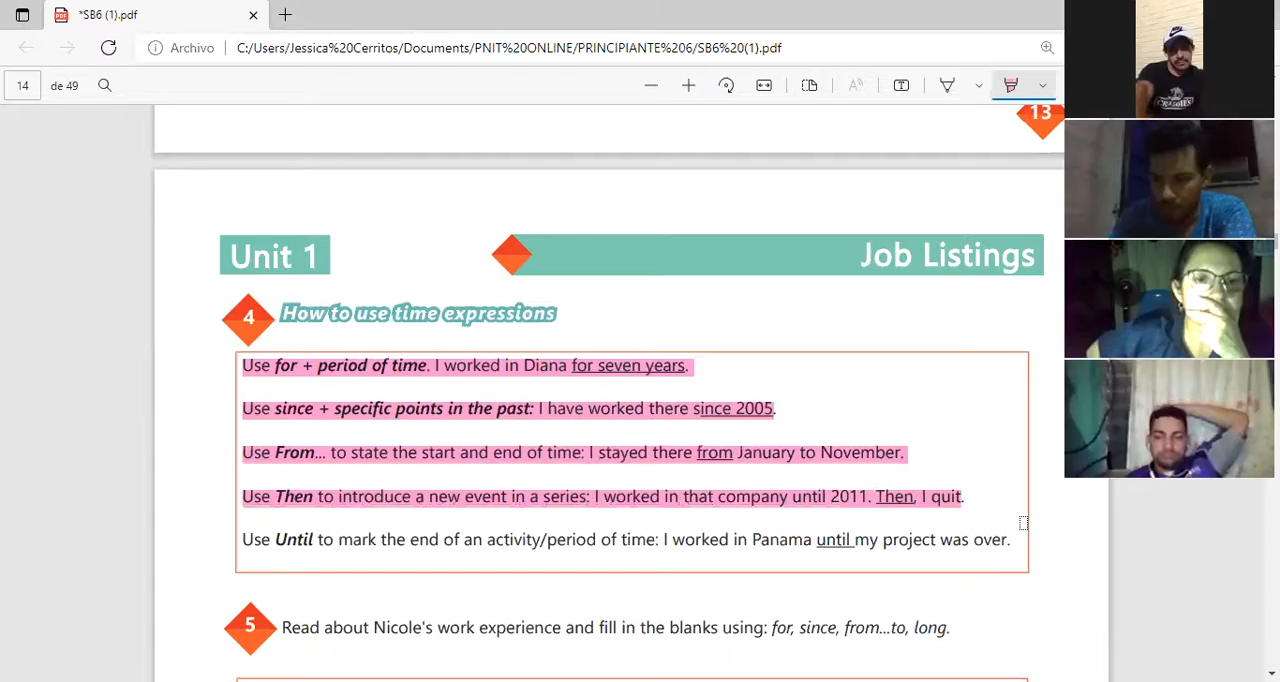 *SB6 (1).pdf
Archivo
C:/Users/Jessica%20Cerritos/Documents/PNIT%20ONLINE/PRINCIPIANTE%206/SB6%20(1).pdf
14 de 49
13
Unit 1
Job Listings
4 How to use time expressions
Use for + period of time. I worked in Diana for seven years.
Use since + specific points in the past: I have worked there since 2005.
Use From... to state the start and end of time: I stayed there from January to November.
Use Then to introduce a new event in a series: I worked in that company until 2011. Then, I quit.
Use Until to mark the end of an activity/period of time: I worked in Panama until my project was over.
5 Read about Nicole's work experience and fill in the blanks using: for, since, from...to, long.